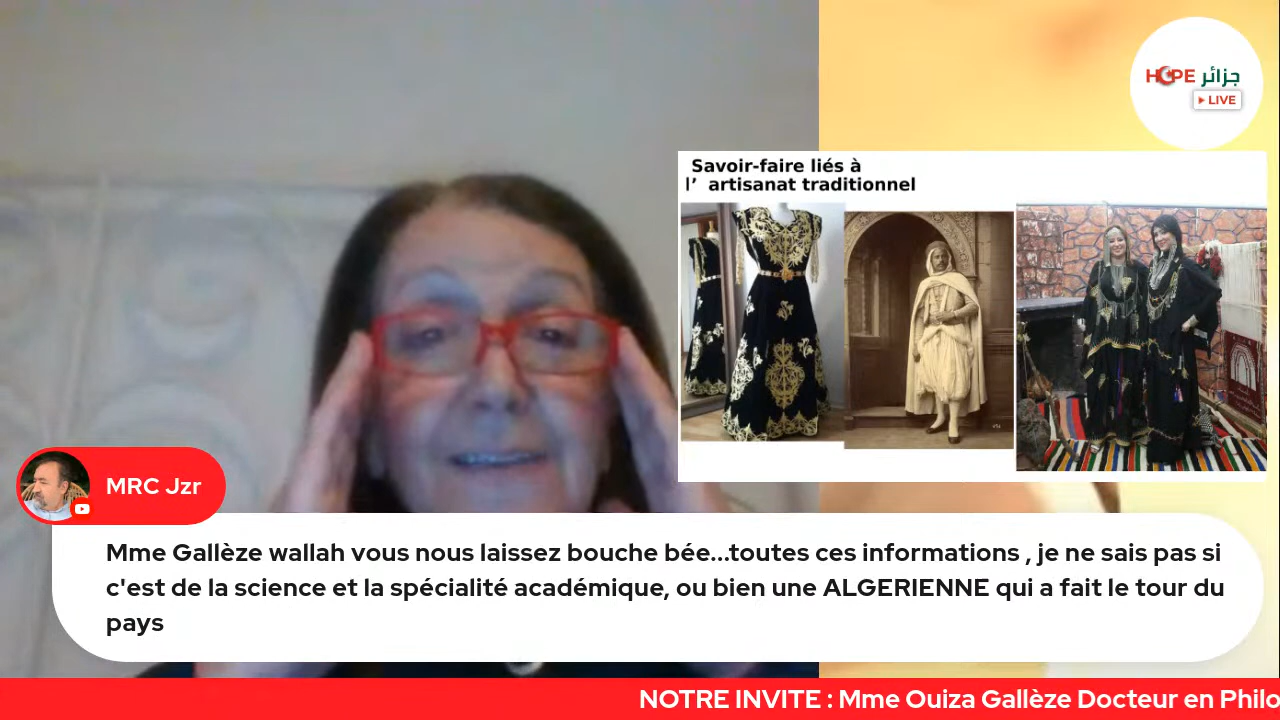 HOPE جزائر
LIVE
Savoir-faire liés à
l’ artisanat traditionnel
MRC Jzr
Mme Gallèze wallah vous nous laissez bouche bée...toutes ces informations , je ne sais pas si
c'est de la science et la spécialité académique, ou bien une ALGERIENNE qui a fait le tour du
pays
NOTRE INVITE : Mme Ouiza Gallèze Docteur en Philo